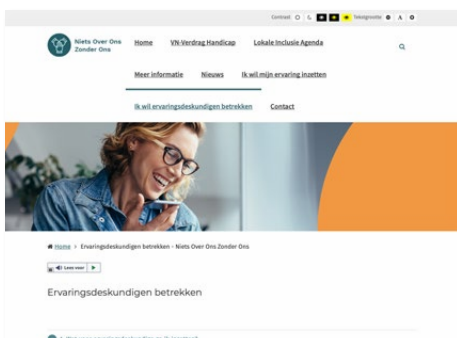 Contrast Tekstgrootte A
Niets Over Ons
Zonder Ons
Home VN-Verdrag Handicap Lokale Inclusie Agenda
Meer informatie Nieuws Ik wil mijn ervaring inzetten
Ik wil ervaringsdeskundigen betrekken Contact
Home > Ervaringsdeskundigen betrekken - Niets Over Ons Zonder Ons
Lees voor
Ervaringsdeskundigen betrekken